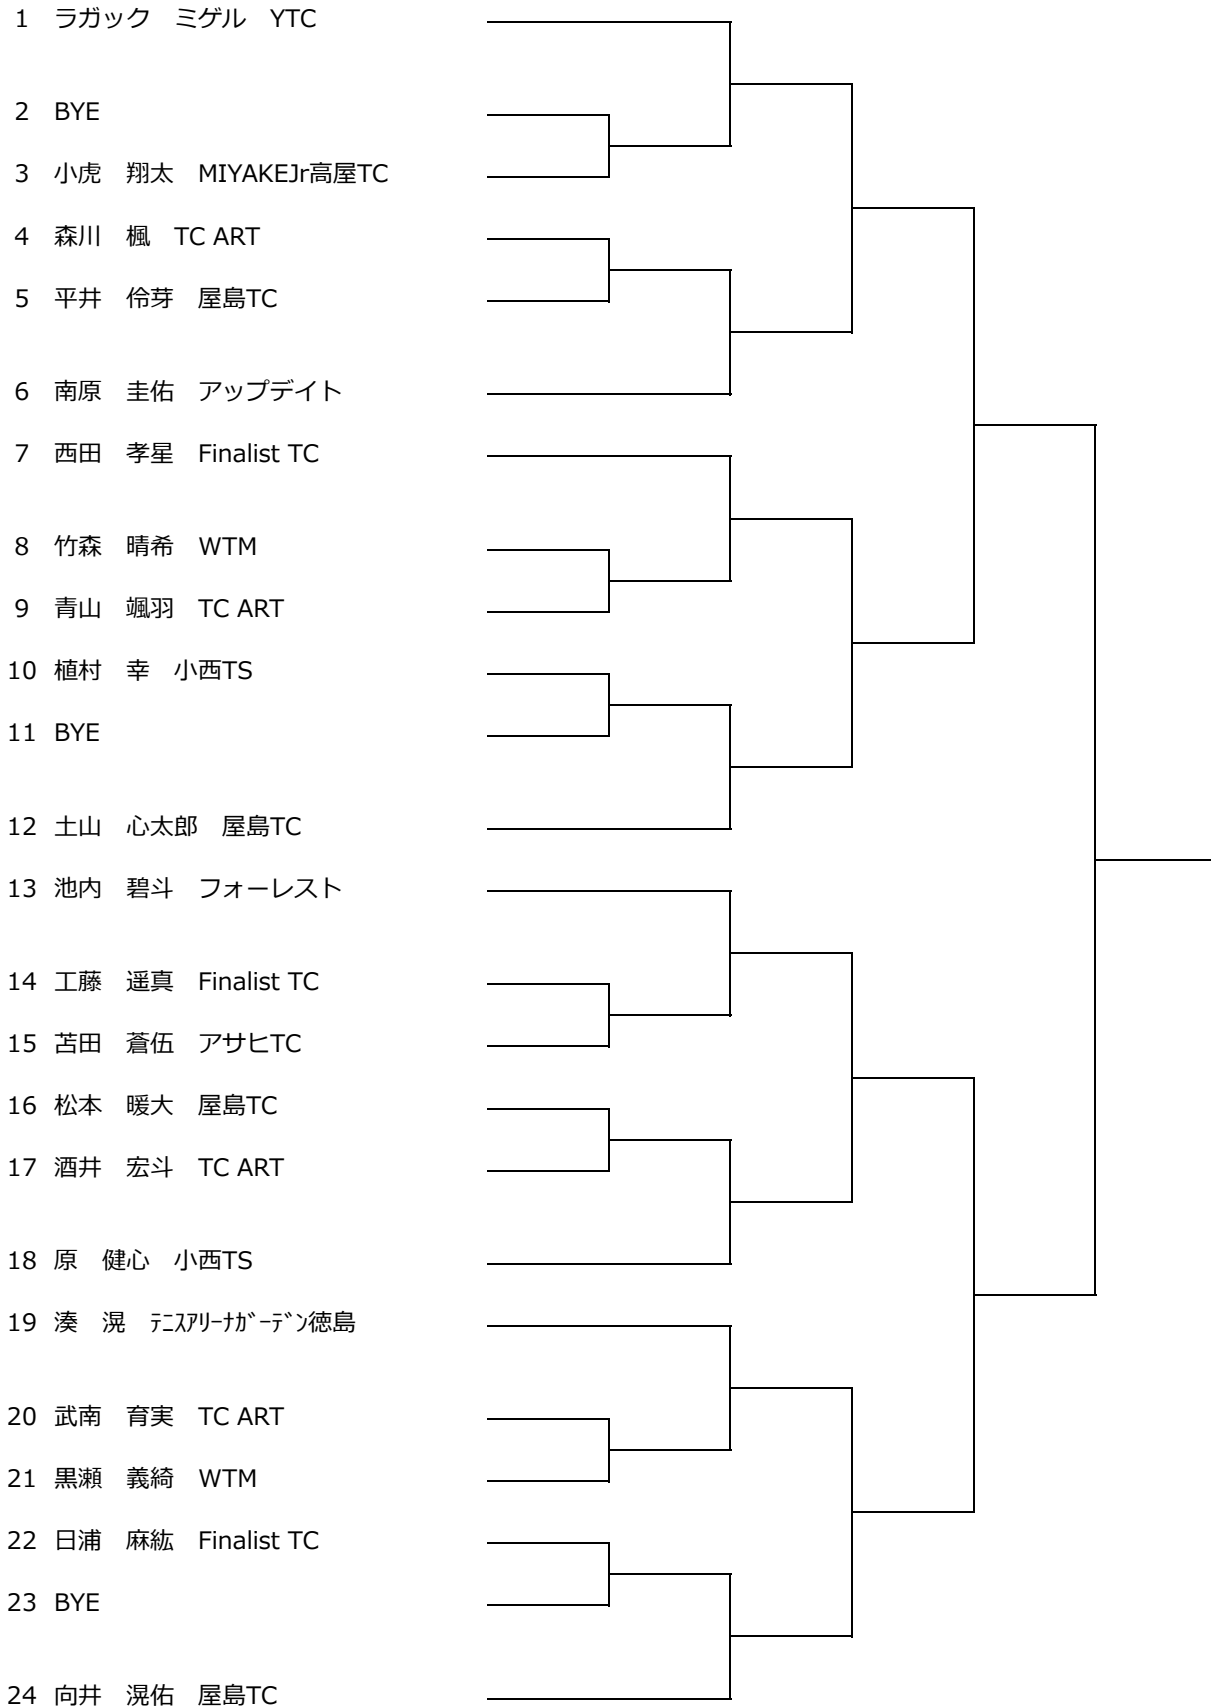 1 ラガック　ミゲル　YTC
2 BYE
3 小虎　翔太　MIYAKEJr高屋TC
4 森川　楓　TC ART
5 平井　伶芽　屋島TC
6 南原　圭佑　アップデイト
7 西田　孝星　Finalist TC
8 竹森　晴希　WTM
9 青山　颯羽　TC ART
10 植村　幸　小西TS
11 BYE
12 土山　心太郎　屋島TC
13 池内　碧斗　フォーレスト
14 工藤　遥真　Finalist TC
15 苫田　蒼伍　アサヒTC
16 松本　暖大　屋島TC
17 酒井　宏斗　TC ART
18 原　健心　小西TS
19 湊　滉　ﾃﾆｽｱﾘｰﾅｶﾞｰﾃﾞﾝ徳島
20 武南　育実　TC ART
21 黒瀬　義綺　WTM
22 日浦　麻紘　Finalist TC
23 BYE
24 向井　滉佑　屋島TC